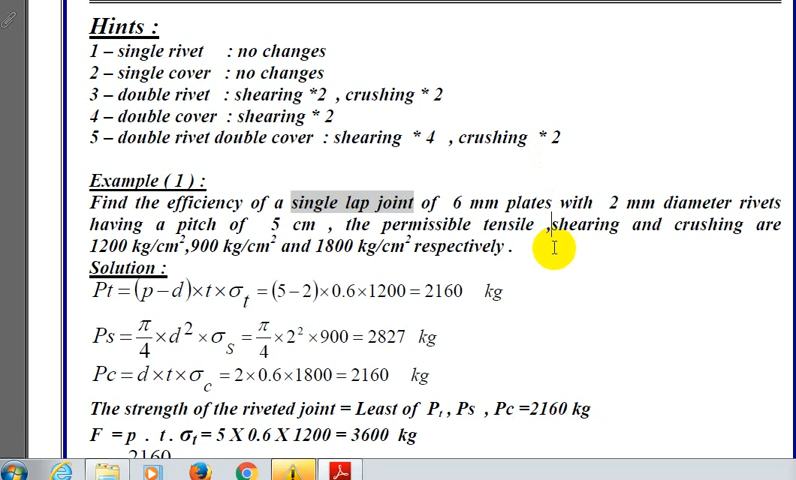 Hints :
1 – single rivet : no changes
2 – single cover : no changes
3 – double rivet : shearing *2 , crushing * 2
4 – double cover : shearing * 2
5 – double rivet double cover : shearing * 4 , crushing * 2
Example ( 1 ) :
Find the efficiency of a single lap joint of 6 mm plates with 2 mm diameter rivets
having a pitch of 5 cm , the permissible tensile ,shearing and crushing are
1200 kg/cm²,900 kg/cm² and 1800 kg/cm² respectively .
Solution :
Pt = (p – d) × t × σt = (5 – 2) × 0.6 × 1200 = 2160 kg
Ps = π/4 × d² × σS = π/4 × 2² × 900 = 2827 kg
Pc = d × t × σc = 2 × 0.6 × 1800 = 2160 kg
The strength of the riveted joint = Least of Pt , Ps , Pc =2160 kg
F = p . t . σt = 5 X 0.6 X 1200 = 3600 kg
2160